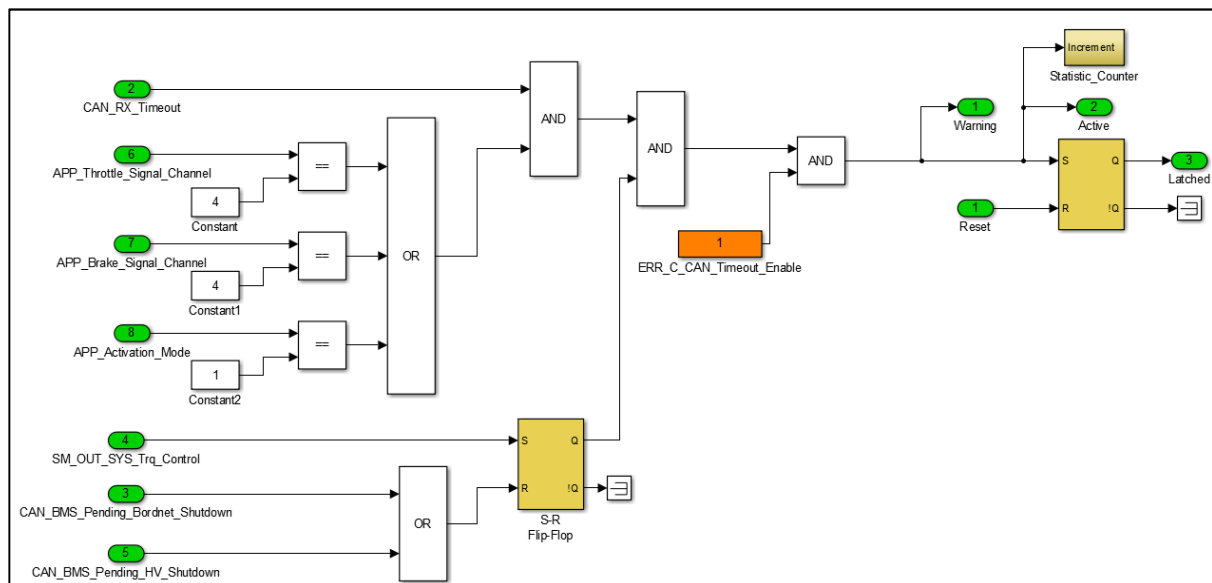 Increment
Statistic_Counter
2
CAN_RX_Timeout
AND
1
Warning
2
Active
6
APP_Throttle_Signal_Channel
==
4
Constant
AND
AND
S
Q
R
!Q
3
Latched
1
Reset
7
APP_Brake_Signal_Channel
==
4
Constant1
OR
1
ERR_C_CAN_Timeout_Enable
8
APP_Activation_Mode
==
1
Constant2
4
SM_OUT_SYS_Trq_Control
S
Q
R
!Q
S-R
Flip-Flop
3
CAN_BMS_Pending_Bordnet_Shutdown
OR
5
CAN_BMS_Pending_HV_Shutdown